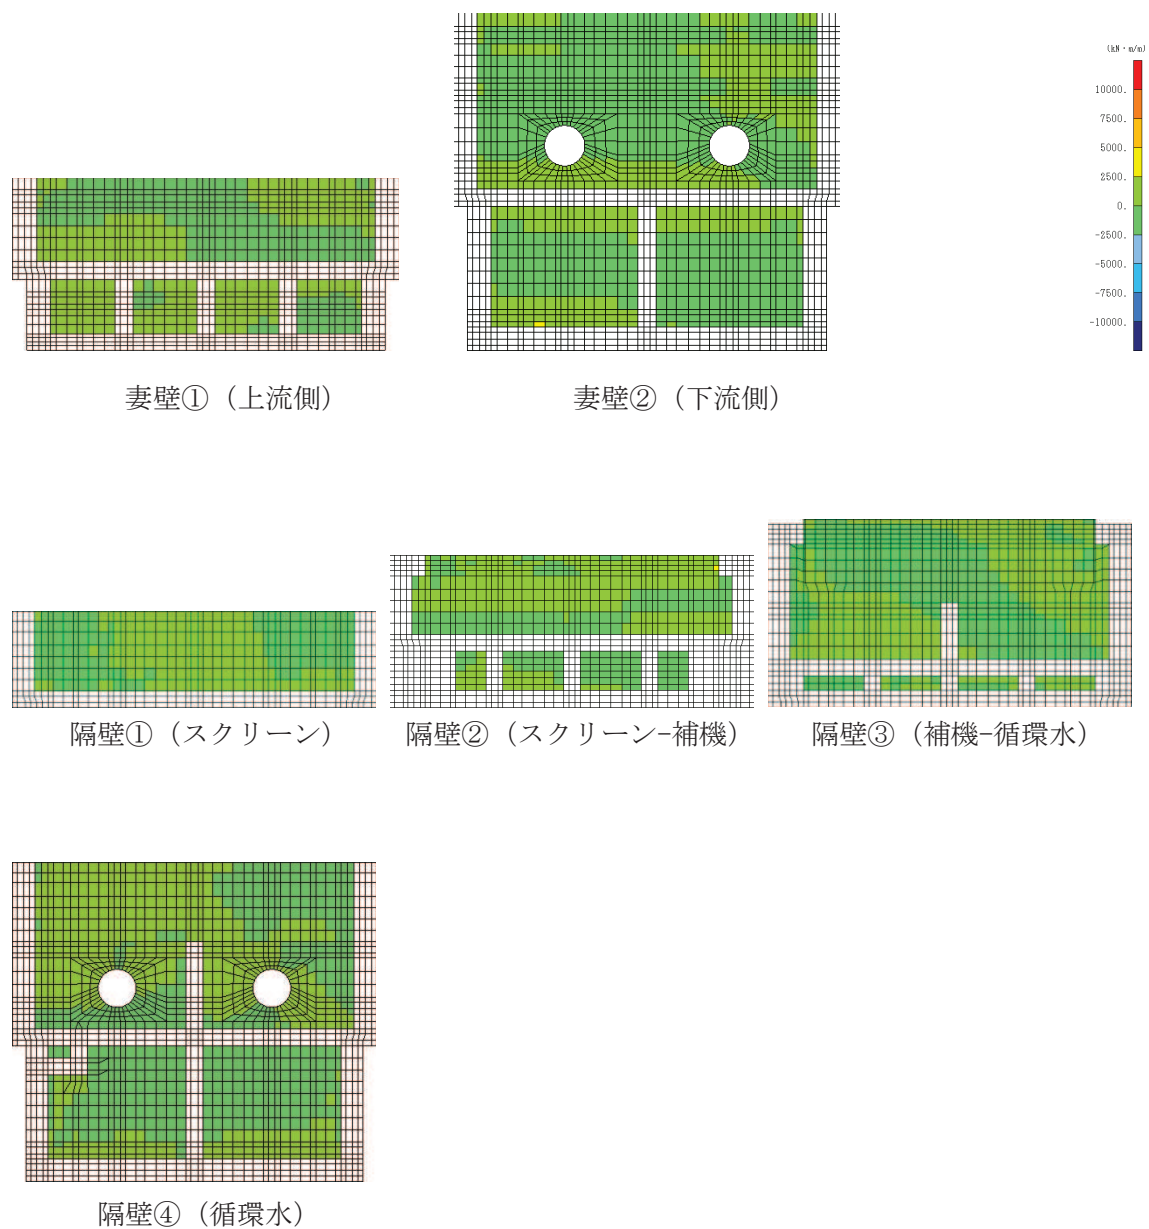 (kN・m/m)
10000.
7500.
5000.
2500.
0.
-2500.
-5000.
-7500.
-10000.
妻壁①（上流側）
妻壁②（下流側）
隔壁①（スクリーン）
隔壁②（スクリーン-補機）
隔壁③（補機-循環水）
隔壁④（循環水）